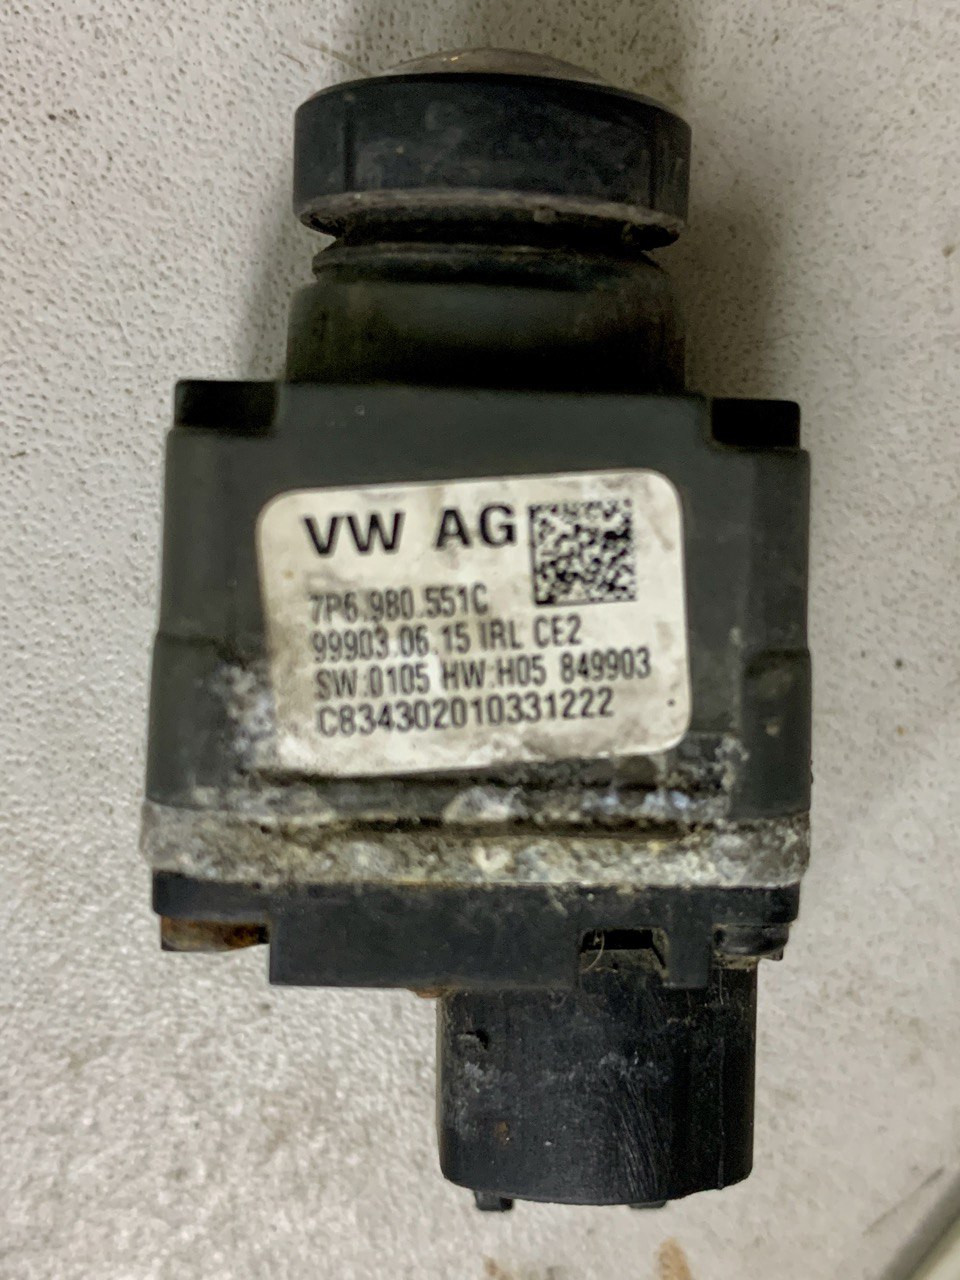 VW AG
7P6.980.551C
99903 06.15 IRL CE2
SW:0105 HW:H05 849903
C834302010331222